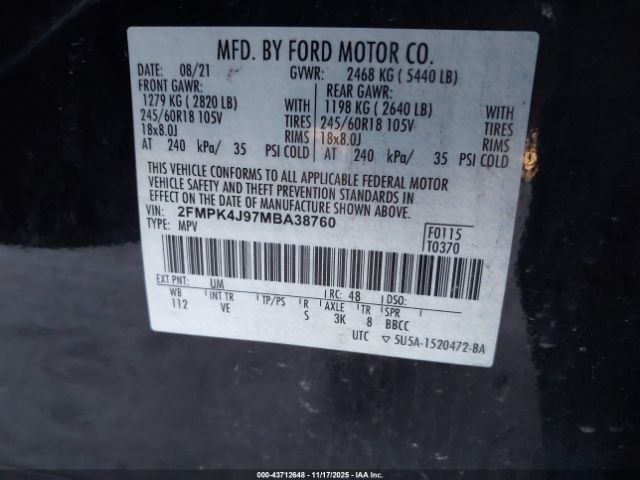 MFD. BY FORD MOTOR CO.
DATE: 08/21 GVWR: 2468 KG ( 5440 LB)
FRONT GAWR: REAR GAWR:
1279 KG ( 2820 LB) WITH 1198 KG ( 2640 LB) WITH
245/60R18 105V TIRES 245/60R18 105V TIRES
18x8.0J RIMS 18x8.0J RIMS
AT 240 kPa/ 35 PSI COLD AT 240 kPa/ 35 PSI COLD
THIS VEHICLE CONFORMS TO ALL APPLICABLE FEDERAL MOTOR
VEHICLE SAFETY AND THEFT PREVENTION STANDARDS IN
EFFECT ON THE DATE OF MANUFACTURE SHOWN ABOVE.
VIN: 2FMPK4J97MBA38760 F0115
TYPE: MPV T0370
EXT PNT: UM RC: 48 DSO:
WB INT TR TP/PS R AXLE TR SPR
112 VE S 3K 8 BBCC
UTC ▽ 5U5A-1520472-BA
000-43712648 - 11/17/2025 - IAA Corp.